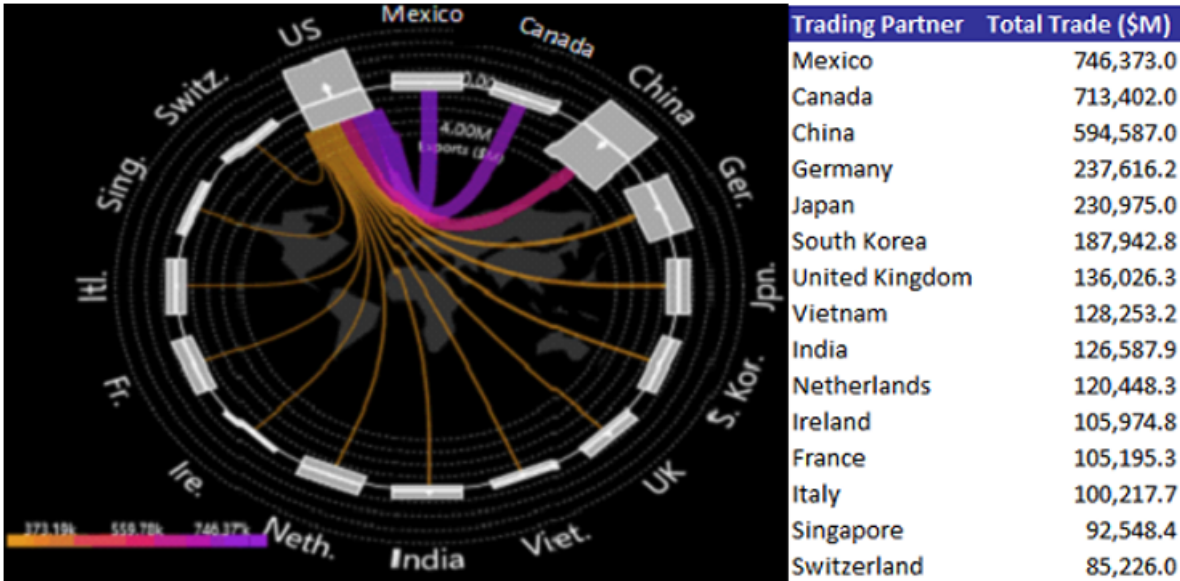 US
Mexico
Canada
China
Ger.
Jpn.
S. Kor.
UK
Viet.
India
Neth.
Ire.
Fr.
Itl.
Sing.
Switz.
4.00M
373.19k 559.78k 746.37k
Trading Partner Total Trade ($M)
Mexico 746,373.0
Canada 713,402.0
China 594,587.0
Germany 237,616.2
Japan 230,975.0
South Korea 187,942.8
United Kingdom 136,026.3
Vietnam 128,253.2
India 126,587.9
Netherlands 120,448.3
Ireland 105,974.8
France 105,195.3
Italy 100,217.7
Singapore 92,548.4
Switzerland 85,226.0